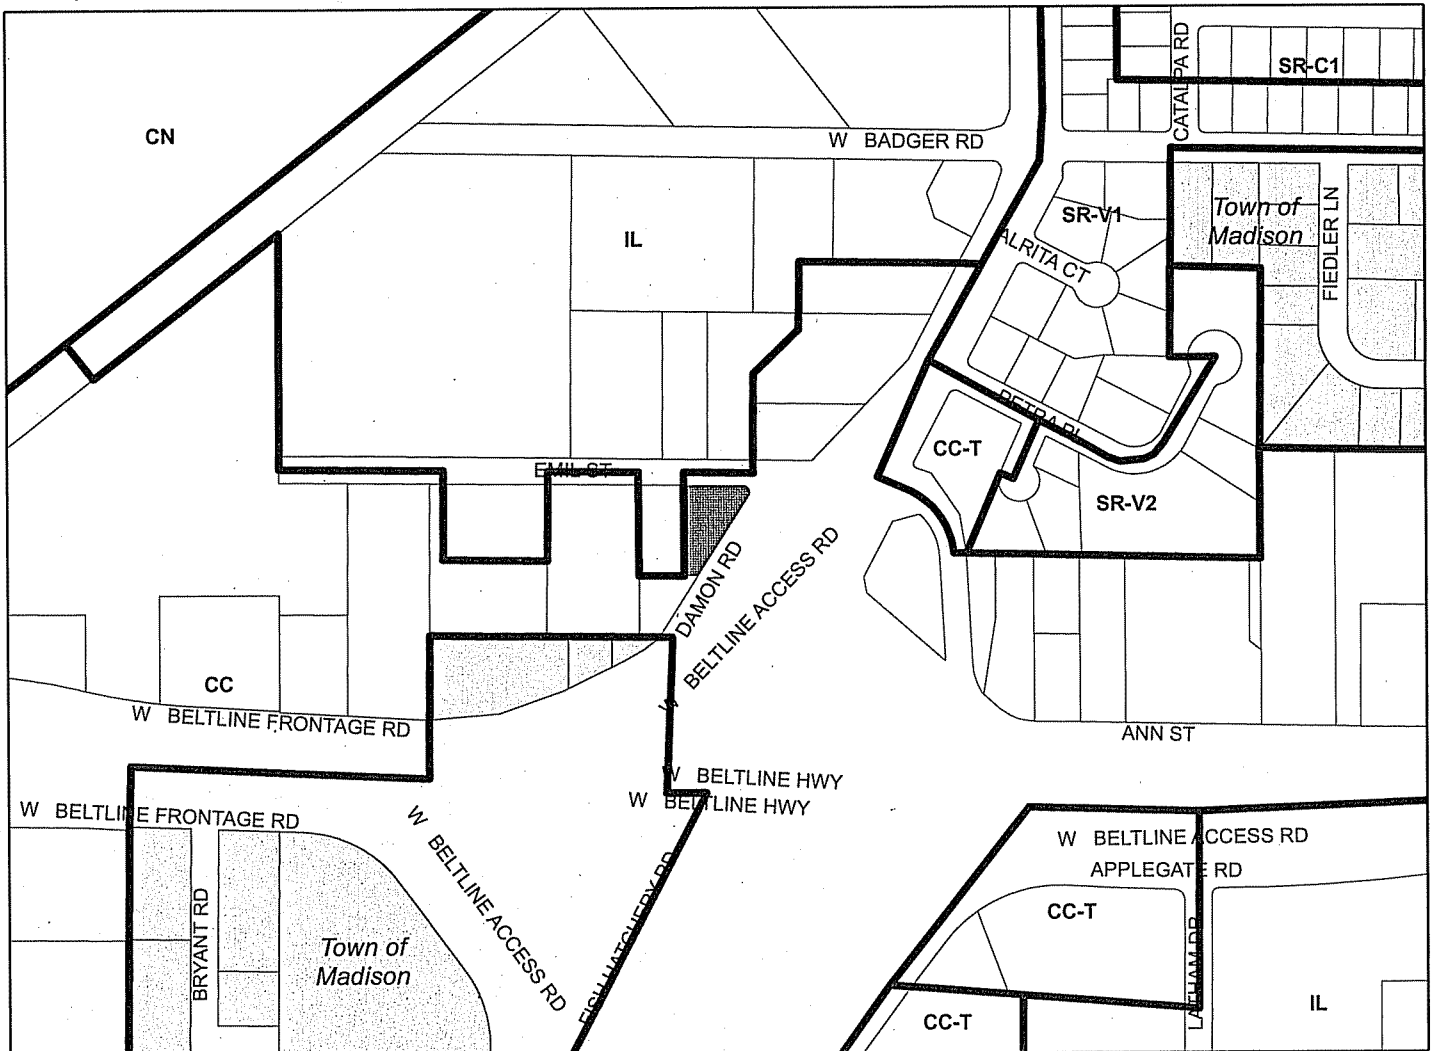 CATALPA RD
SR-C1
CN
W BADGER RD
SR-V1
Town of
Madison
FIEDLER LN
IL
ALRITA CT
PETRA PL
CC-T
EMIL ST
SR-V2
DAMON RD
W BELTLINE ACCESS RD
CC
W BELTLINE FRONTAGE RD
ANN ST
W BELTLINE HWY
W BELTLINE HWY
W BELTLINE FRONTAGE RD
W BELTLINE ACCESS RD
FISH HATCHERY RD
W BELTLINE ACCESS RD
APPLEGATE RD
CC-T
BRYANT RD
Town of
Madison
LATHAM DR
IL
CC-T